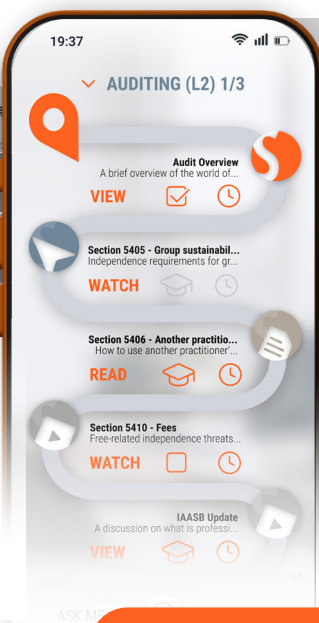 19:37
AUDITING (L2) 1/3
Audit Overview
A brief overview of the world of...
VIEW
Section 5405 - Group sustainabil...
Independence requirements for gr...
WATCH
Section 5406 - Another practitio...
How to use another practitioner'...
READ
Section 5410 - Fees
Free-related independence threats...
WATCH
IAASB Update
A discussion on what is professi...
VIEW
ASK ME